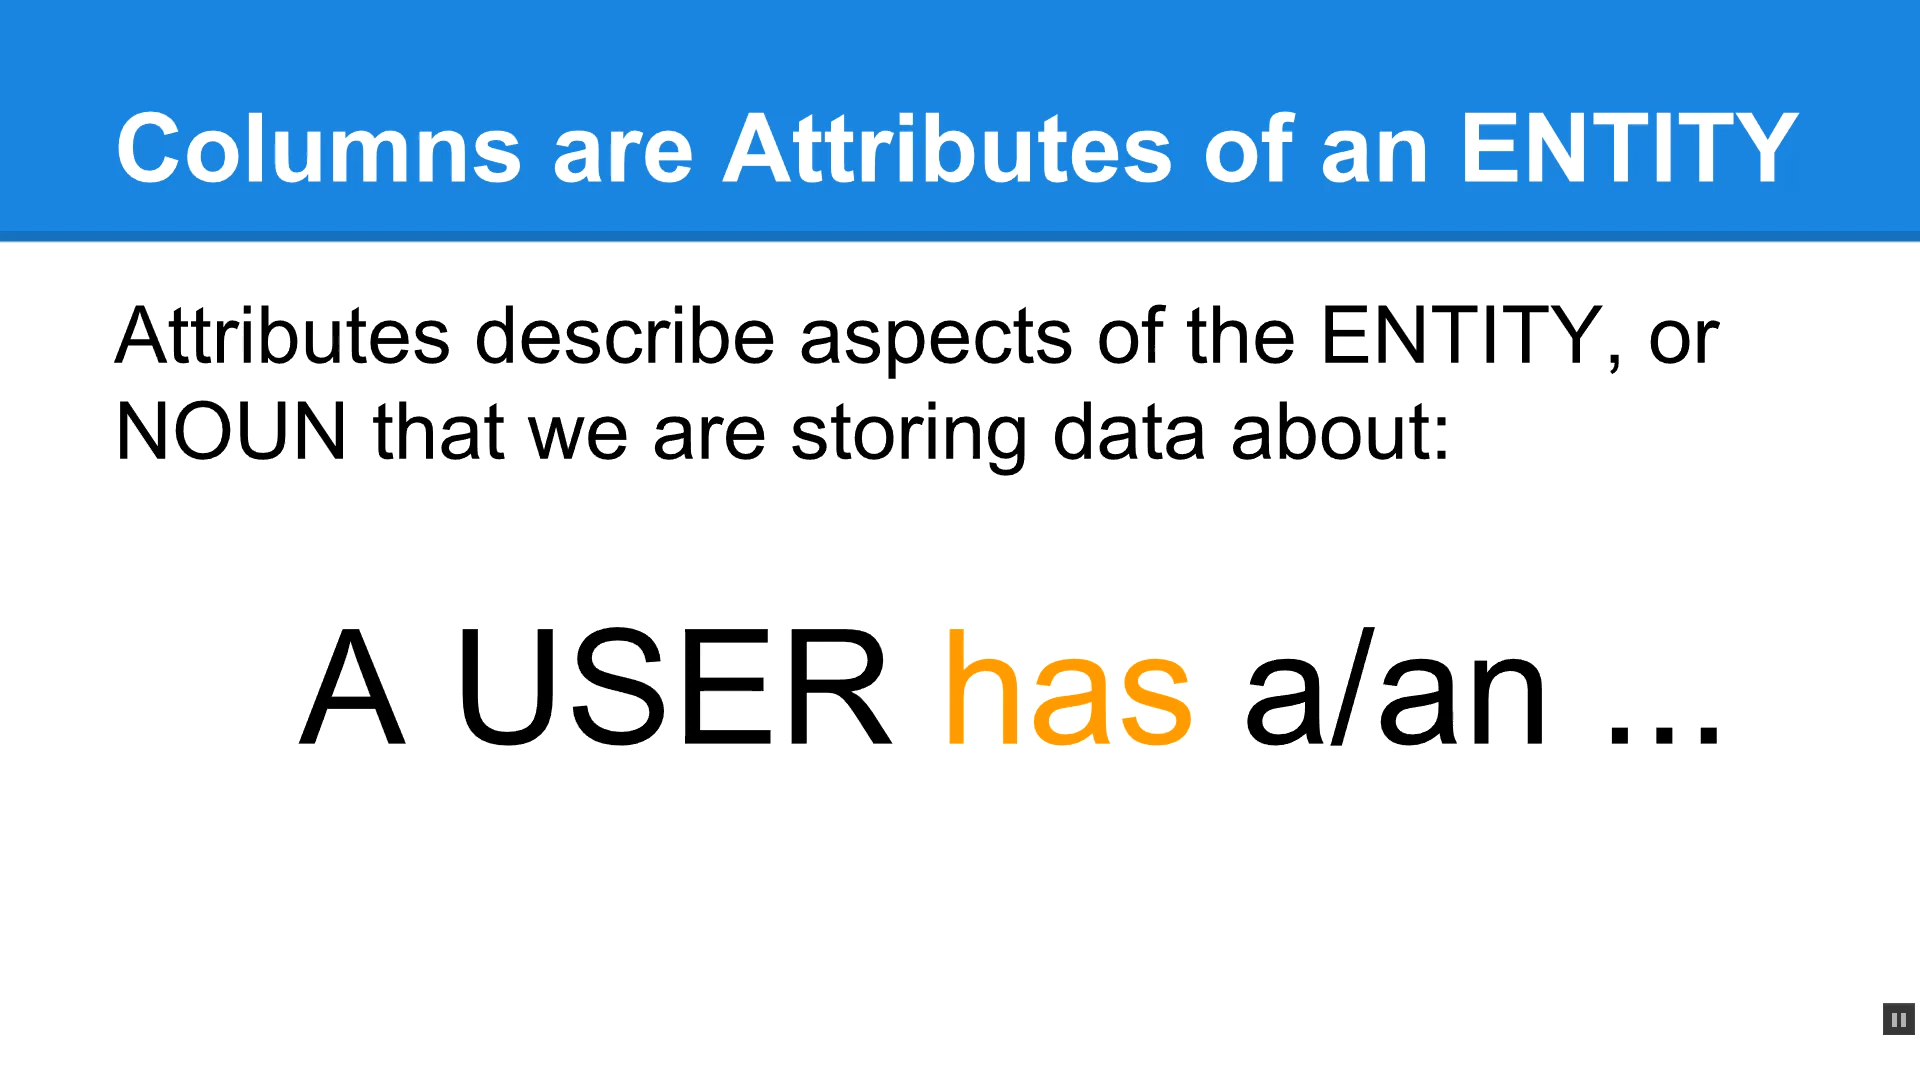 Columns are Attributes of an ENTITY
Attributes describe aspects of the ENTITY, or
NOUN that we are storing data about:
A USER has a/an ...